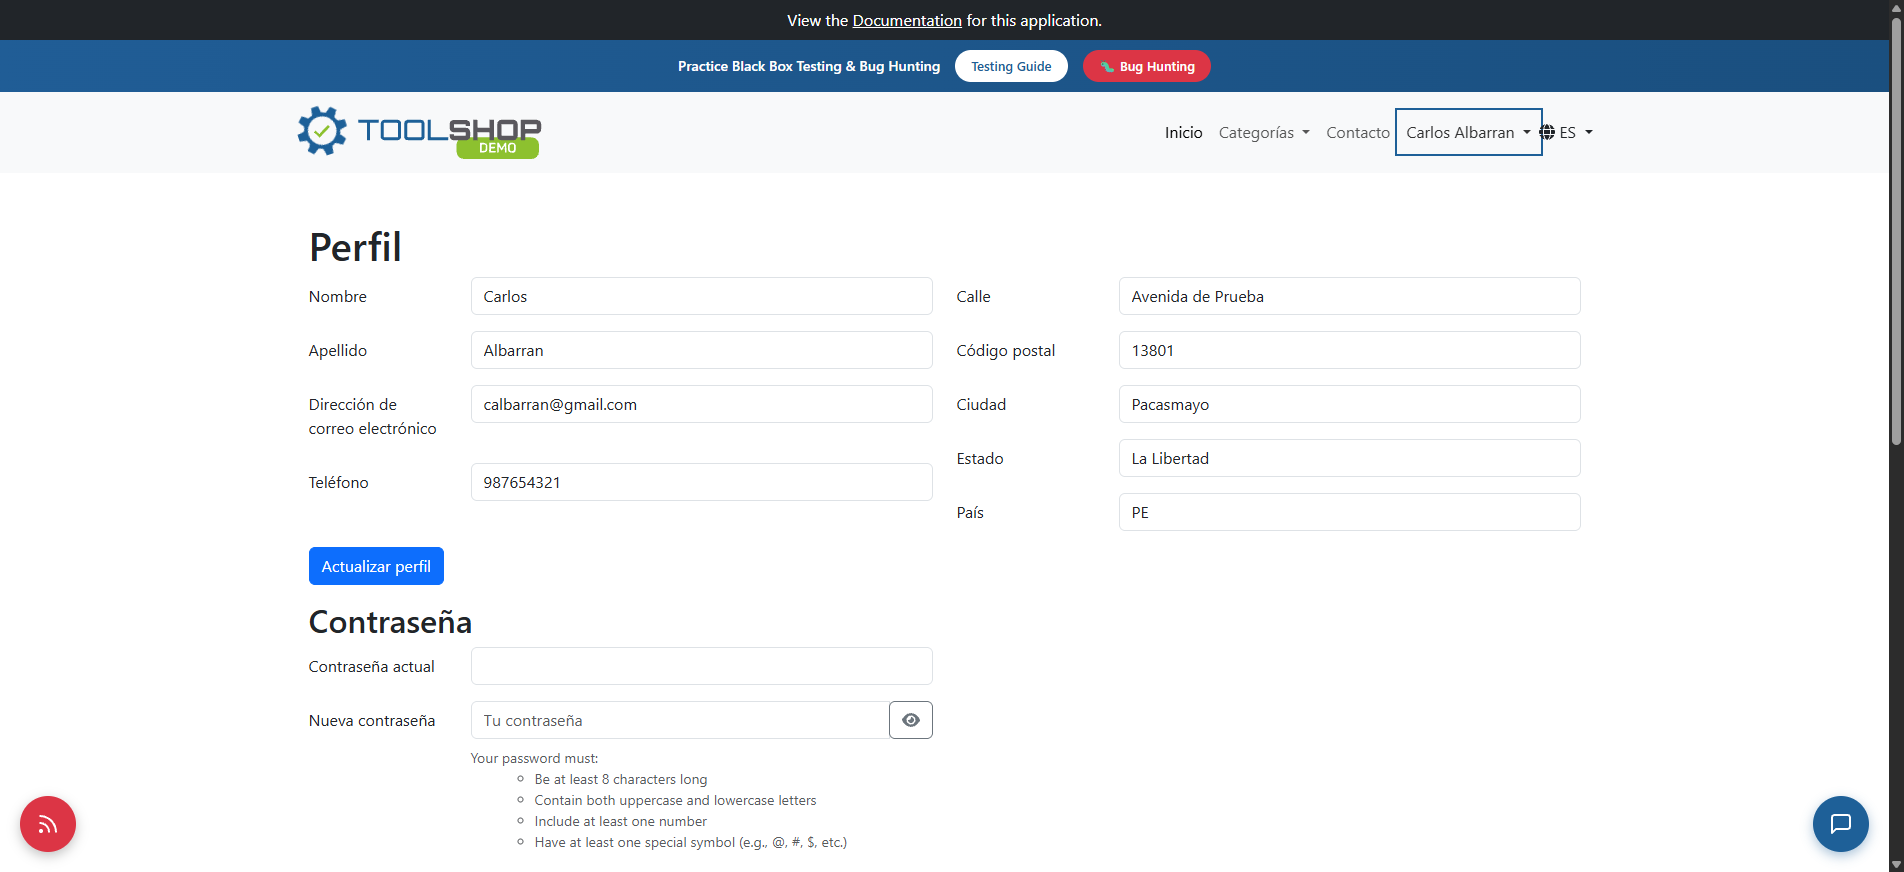 View the Documentation for this application.
Practice Black Box Testing & Bug Hunting Testing Guide Bug Hunting
TOOLSHOP
DEMO
Inicio Categorías Contacto Carlos Albarran ES
Perfil
Nombre Carlos
Apellido Albarran
Dirección de
correo electrónico
calbarran@gmail.com
Teléfono 987654321
Calle Avenida de Prueba
Código postal 13801
Ciudad Pacasmayo
Estado La Libertad
País PE
Actualizar perfil
Contraseña
Contraseña actual
Nueva contraseña Tu contraseña
Your password must:
Be at least 8 characters long
Contain both uppercase and lowercase letters
Include at least one number
Have at least one special symbol (e.g., @, #, $, etc.)